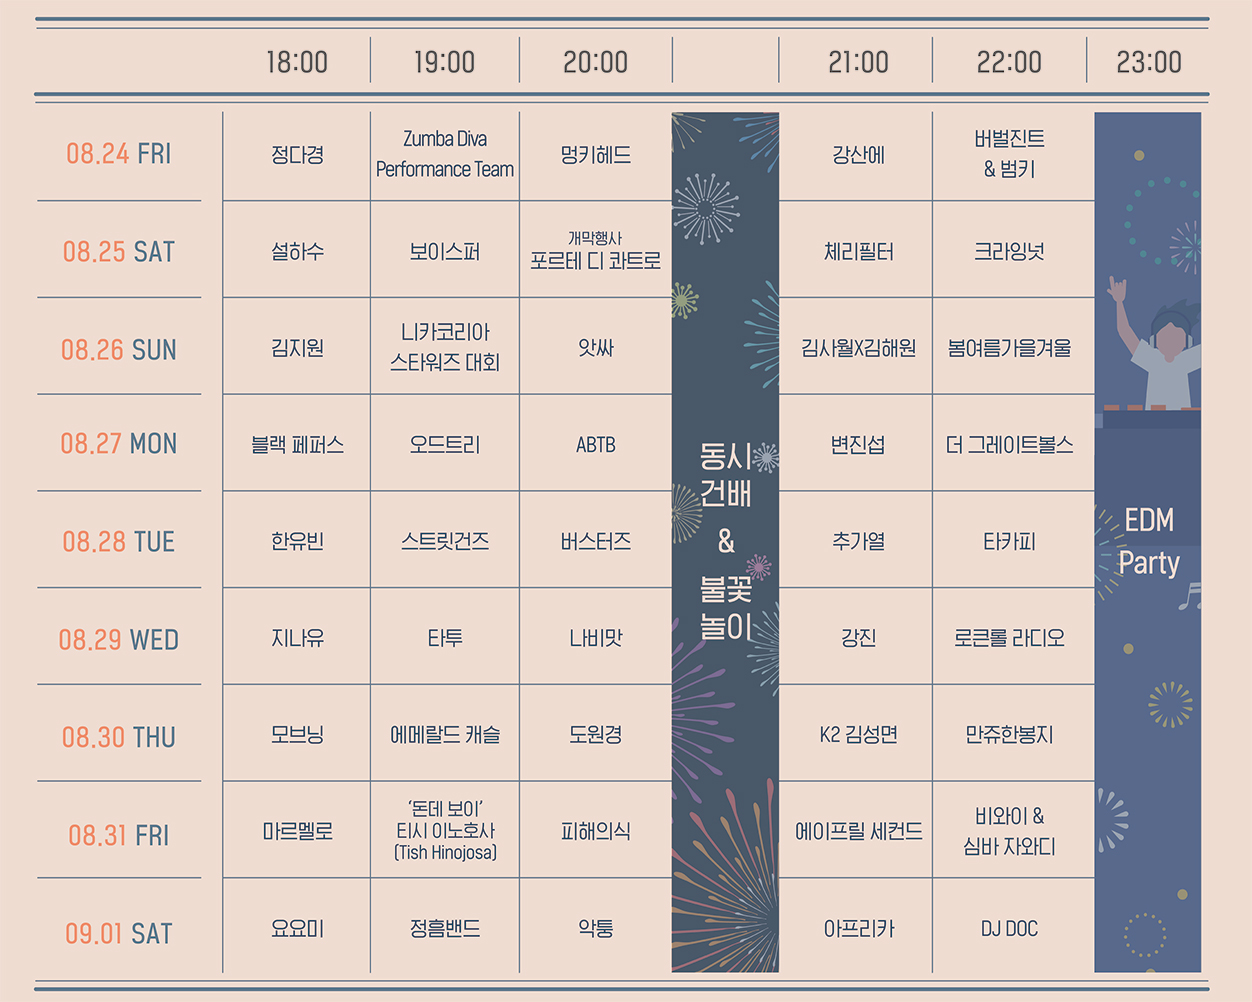 18:00 19:00 20:00 21:00 22:00 23:00
08.24 FRI 정다경 Zumba Diva Performance Team 멍키헤드 강산에 버벌진트 & 범키
08.25 SAT 설하수 보이스퍼 개막행사 포르테 디 콰트로 체리필터 크라잉넛
08.26 SUN 김지원 니카코리아 스타워즈 대회 앗싸 김사월X김해원 봄여름가을겨울
08.27 MON 블랙 페퍼스 오드트리 ABTB 변진섭 더 그레이트볼스
08.28 TUE 한유빈 스트릿건즈 버스터즈 추가열 타카피
08.29 WED 지나유 타투 나비맛 강진 로큰롤 라디오
08.30 THU 모브닝 에메랄드 캐슬 도원경 K2 김성면 만쥬한봉지
08.31 FRI 마르멜로 '돈데 보이' 티시 이노호사 (Tish Hinojosa) 피해의식 에이프릴 세컨드 비와이 & 심바 자와디
09.01 SAT 요요미 정흠밴드 악퉁 아프리카 DJ DOC
동시
건배
&
불꽃
놀이
EDM
Party